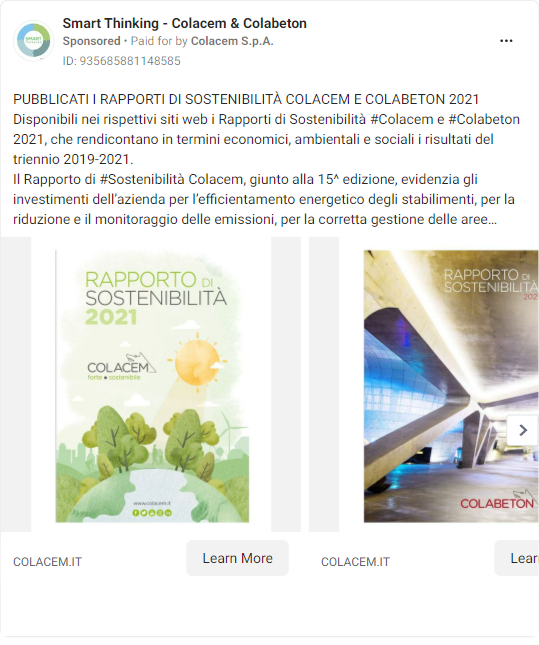 Smart Thinking - Colacem & Colabeton
Sponsored • Paid for by Colacem S.p.A.
ID: 935685881148585
PUBBLICATI I RAPPORTI DI SOSTENIBILITÀ COLACEM E COLABETON 2021
Disponibili nei rispettivi siti web i Rapporti di Sostenibilità #Colacem e #Colabeton
2021, che rendicontano in termini economici, ambientali e sociali i risultati del
triennio 2019-2021.
Il Rapporto di #Sostenibilità Colacem, giunto alla 15^ edizione, evidenzia gli
investimenti dell'azienda per l'efficientamento energetico degli stabilimenti, per la
riduzione e il monitoraggio delle emissioni, per la corretta gestione delle aree...
RAPPORTO DI
SOSTENIBILITÀ
2021
COLACEM
forte e sostenibile
www.colacem.it
RAPPORTO DI
SOSTENIBILITÀ
202
COLABETON
COLACEM.IT
Learn More
COLACEM.IT
Lear